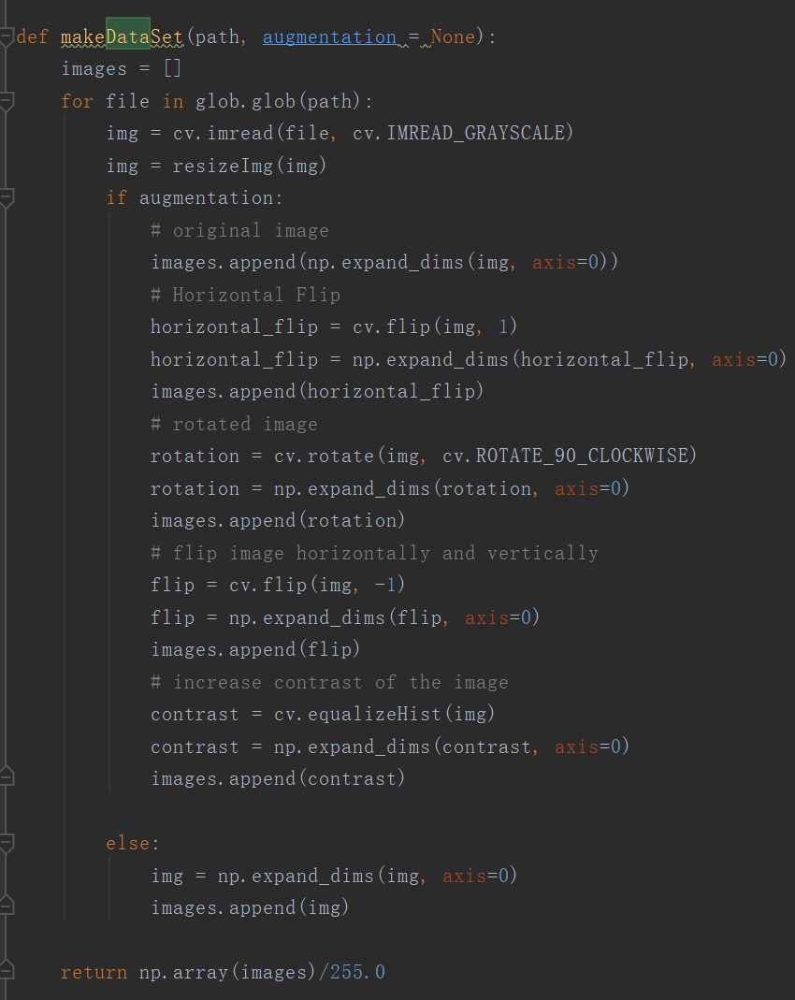 def makeDataSet(path, augmentation = None):
images = []
for file in glob.glob(path):
img = cv.imread(file, cv.IMREAD_GRAYSCALE)
img = resizeImg(img)
if augmentation:
# original image
images.append(np.expand_dims(img, axis=0))
# Horizontal Flip
horizontal_flip = cv.flip(img, 1)
horizontal_flip = np.expand_dims(horizontal_flip, axis=0)
images.append(horizontal_flip)
# rotated image
rotation = cv.rotate(img, cv.ROTATE_90_CLOCKWISE)
rotation = np.expand_dims(rotation, axis=0)
images.append(rotation)
# flip image horizontally and vertically
flip = cv.flip(img, -1)
flip = np.expand_dims(flip, axis=0)
images.append(flip)
# increase contrast of the image
contrast = cv.equalizeHist(img)
contrast = np.expand_dims(contrast, axis=0)
images.append(contrast)
else:
img = np.expand_dims(img, axis=0)
images.append(img)
return np.array(images)/255.0